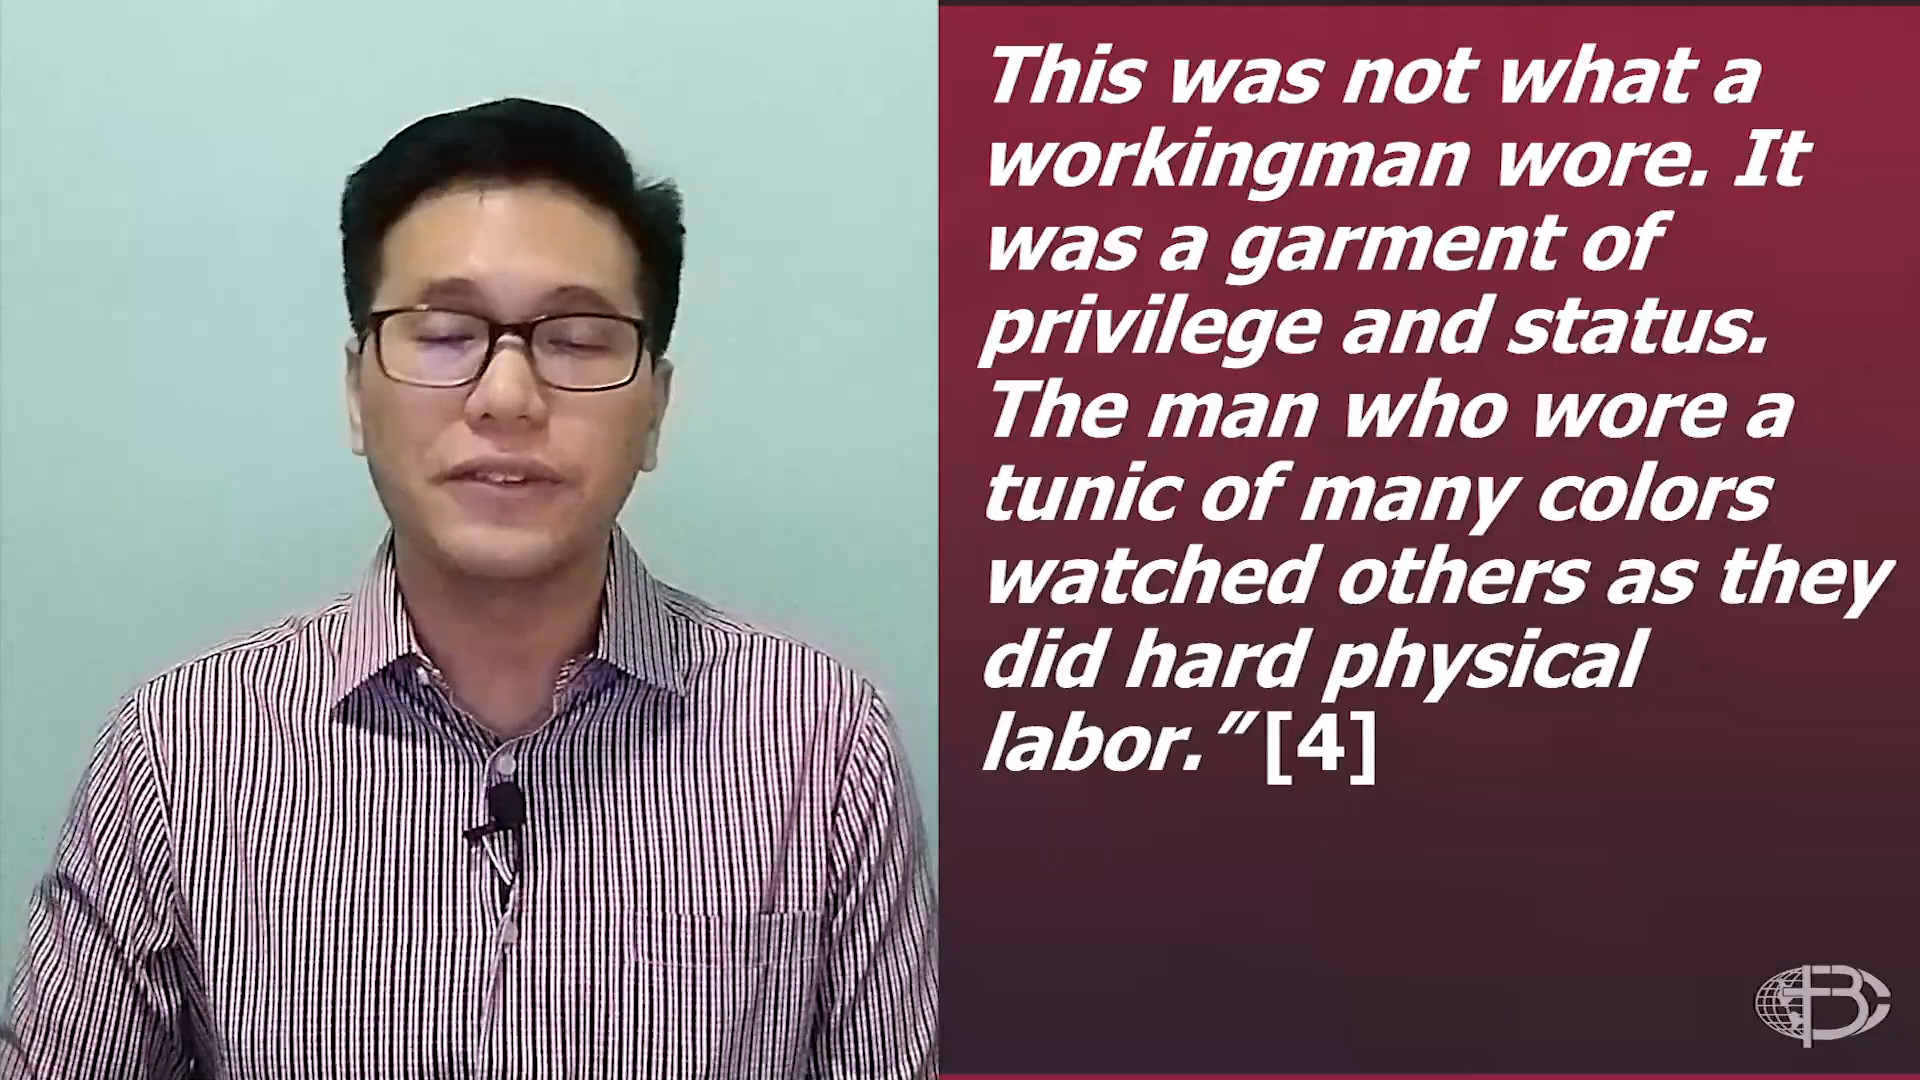 This was not what a
workingman wore. It
was a garment of
privilege and status.
The man who wore a
tunic of many colors
watched others as they
did hard physical
labor.” [4]